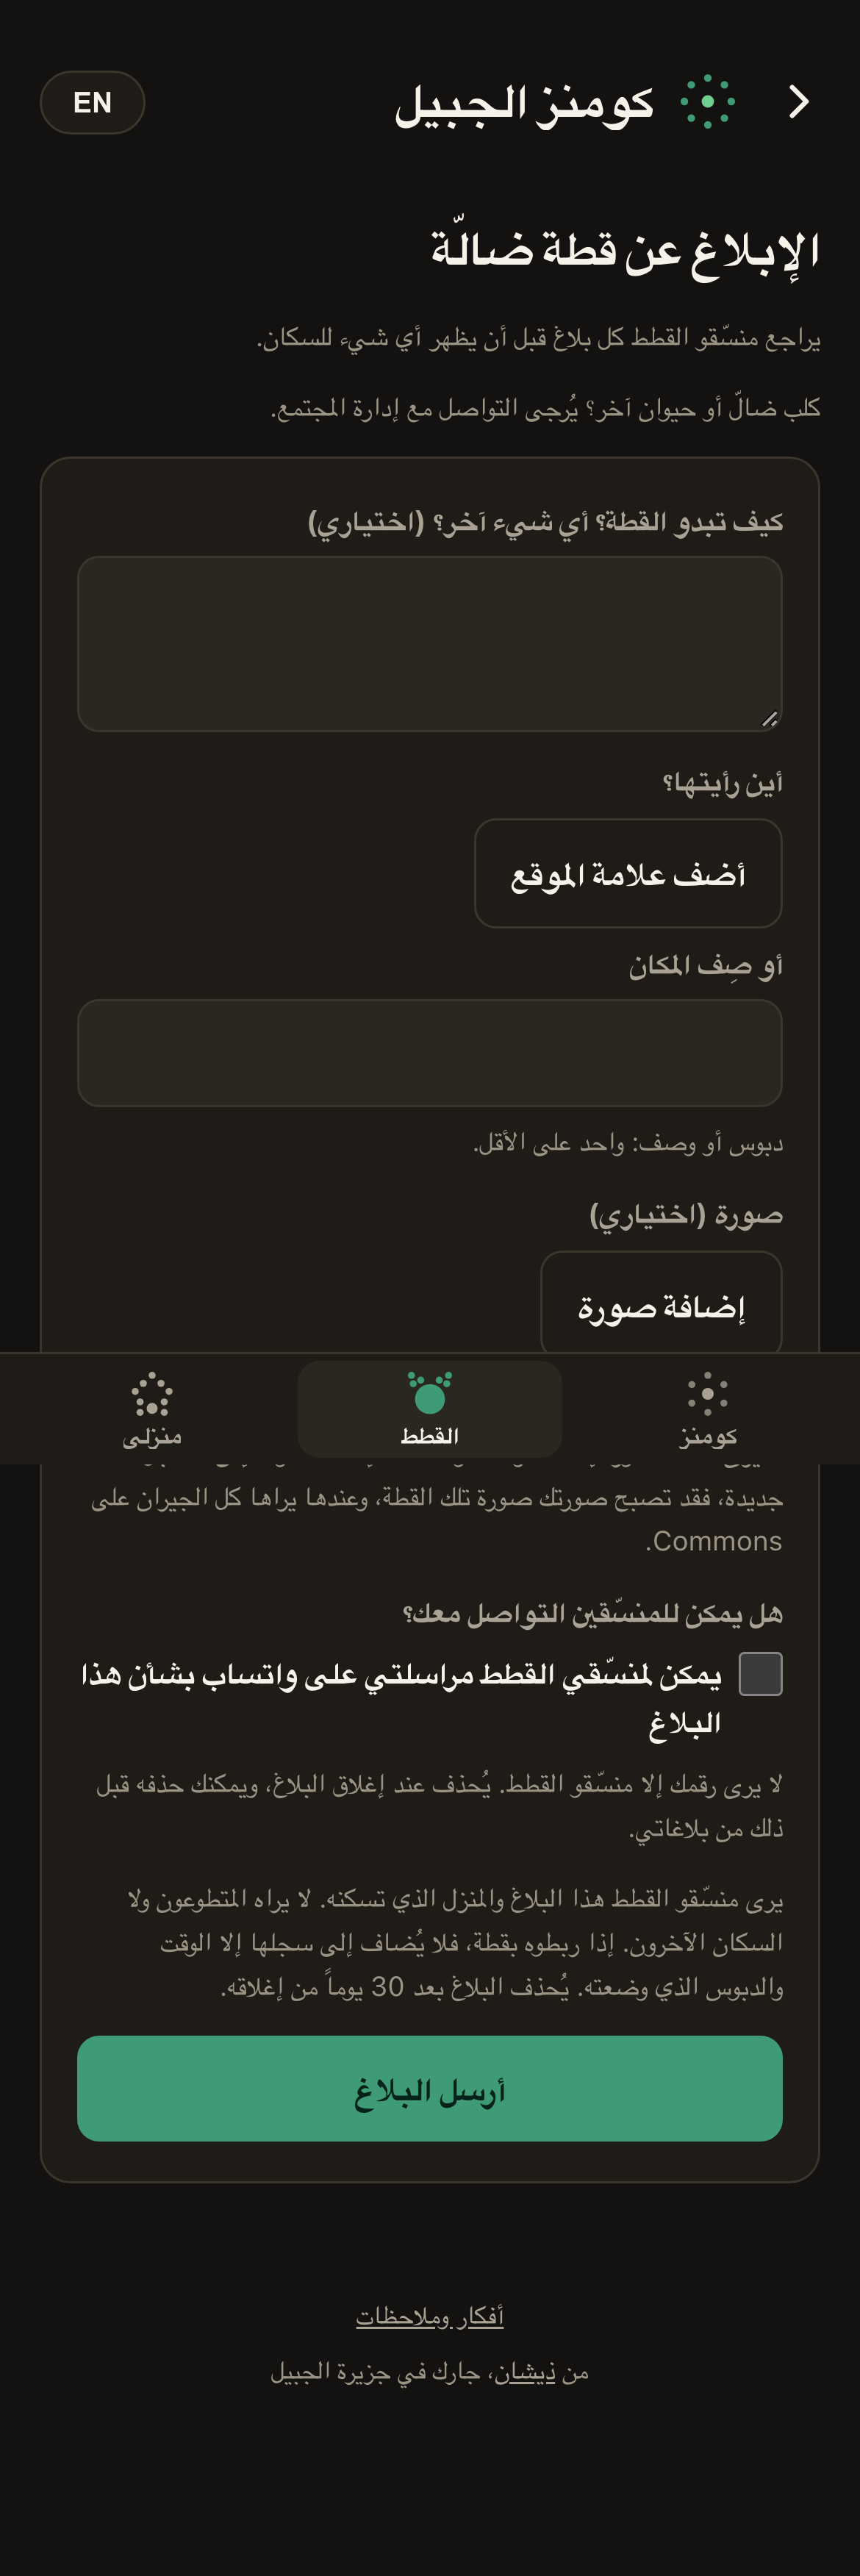 كومنز الجبيل
EN
الإبلاغ عن قطة ضالّة
يراجع منسّقو القطط كل بلاغ قبل أن يظهر أي شيء للسكان.
كلب ضالّ أو حيوان آخر؟ يُرجى التواصل مع إدارة المجتمع.
كيف تبدو القطة؟ أي شيء آخر؟ (اختياري)
أين رأيتها؟
أضف علامة الموقع
أو صِف المكان
دبوس أو وصف: واحد على الأقل.
صورة (اختياري)
إضافة صورة
كومنز
القطط
منزلي
جديدة، فقد تصبح صورتك صورة تلك القطة، وعندها يراها كل الجيران على
Commons.
هل يمكن للمنسّقين التواصل معك؟
يمكن لمنسّقي القطط مراسلتي على واتساب بشأن هذا
البلاغ
لا يرى رقمك إلا منسّقو القطط. يُحذف عند إغلاق البلاغ، ويمكنك حذفه قبل
ذلك من بلاغاتي.
يرى منسّقو القطط هذا البلاغ والمنزل الذي تسكنه. لا يراه المتطوعون ولا
السكان الآخرون. إذا ربطوه بقطة، فلا يُضاف إلى سجلها إلا الوقت
والدبوس الذي وضعته. يُحذف البلاغ بعد 30 يوماً من إغلاقه.
أرسل البلاغ
أفكار وملاحظات
من ذيشان، جارك في جزيرة الجبيل